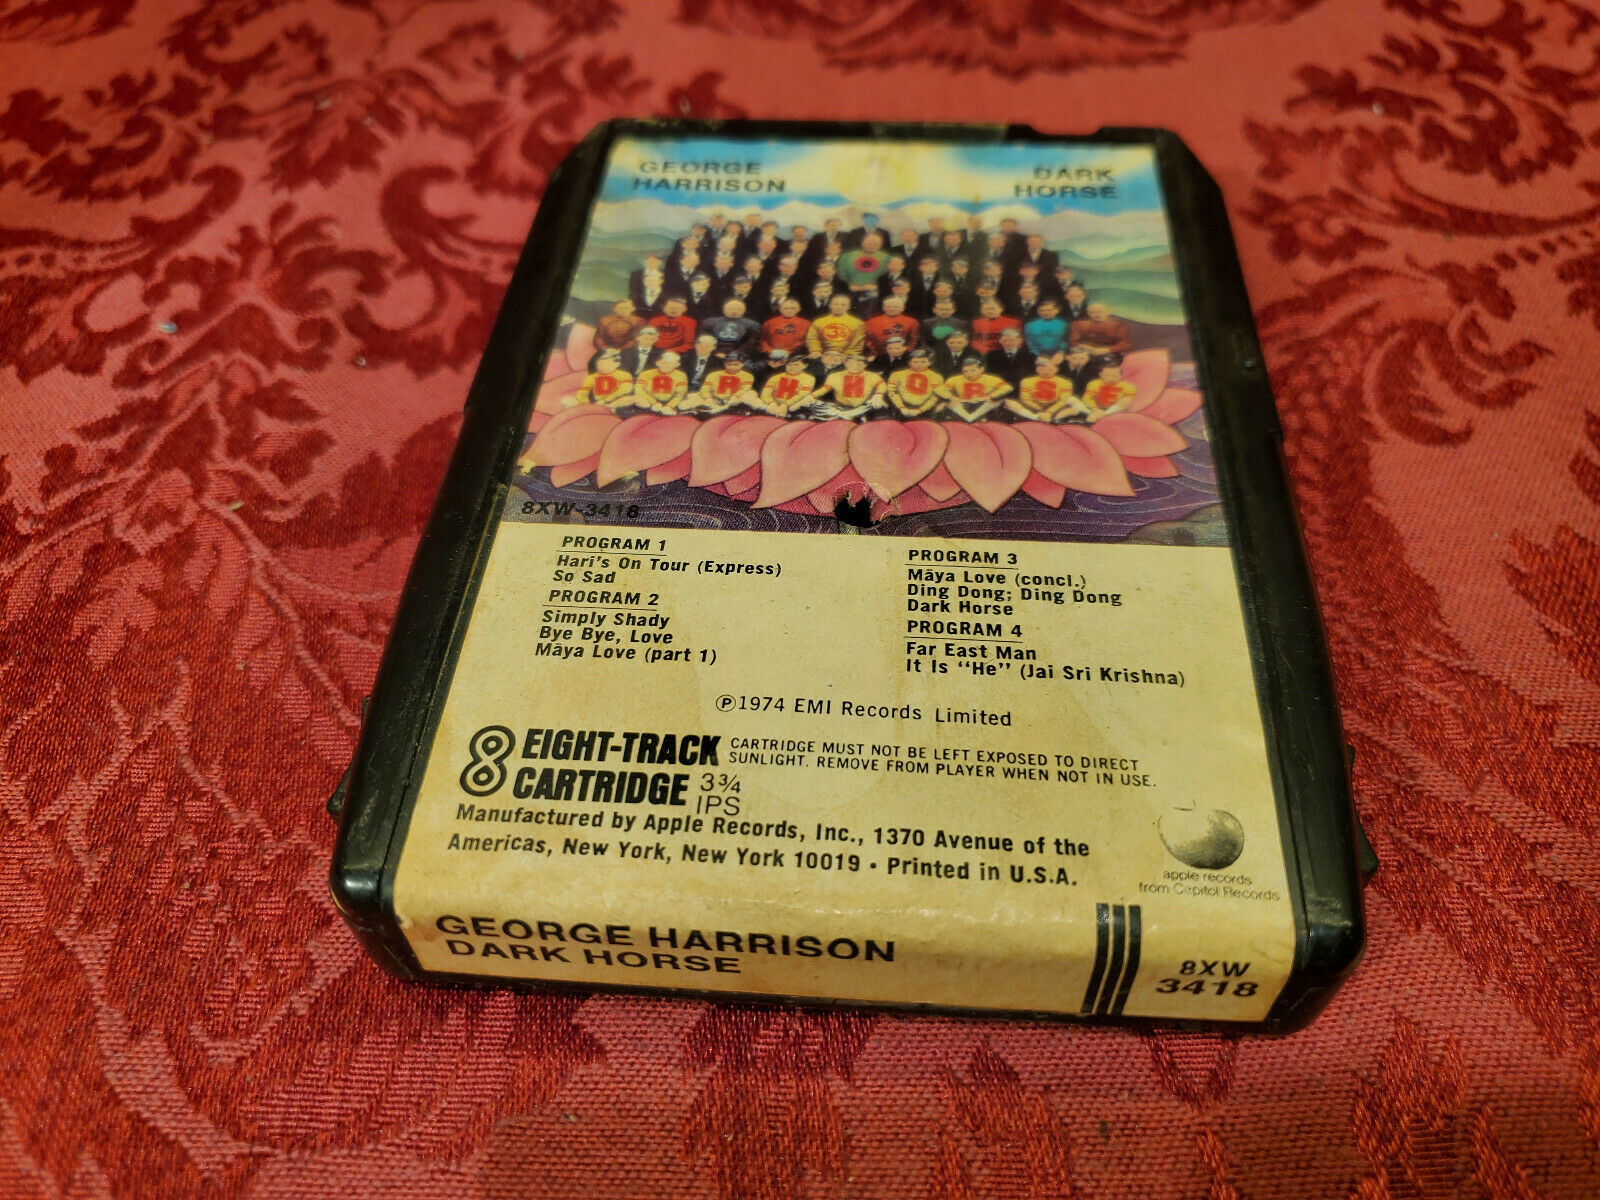 GEORGE
HARRISON
DARK
HORSE
DARK HORSE
8XW-3418
PROGRAM 1
Hari's On Tour (Express)
So Sad
PROGRAM 2
Simply Shady
Bye Bye, Love
Māya Love (part 1)
PROGRAM 3
Māya Love (concl.)
Ding Dong; Ding Dong
Dark Horse
PROGRAM 4
Far East Man
It Is “He” (Jai Sri Krishna)
Ⓟ1974 EMI Records Limited
8 EIGHT-TRACK
CARTRIDGE 3¾
IPS
CARTRIDGE MUST NOT BE LEFT EXPOSED TO DIRECT
SUNLIGHT. REMOVE FROM PLAYER WHEN NOT IN USE.
Manufactured by Apple Records, Inc., 1370 Avenue of the
Americas, New York, New York 10019 • Printed in U.S.A.
apple records
from Capitol Records
GEORGE HARRISON
DARK HORSE
8XW
3418